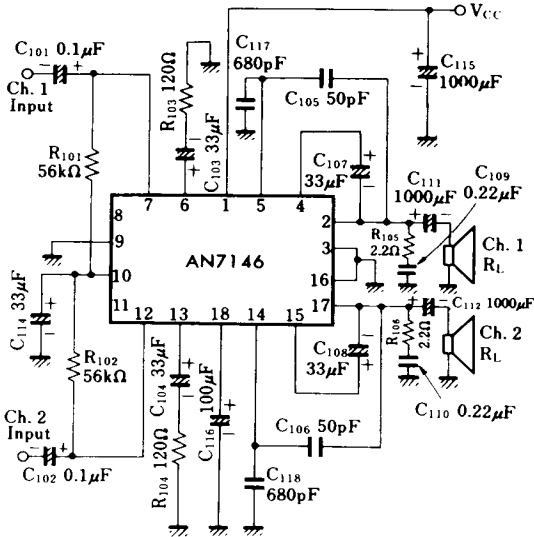 V_CC
C101 0.1μF
Ch. 1
Input
R103 120Ω
C103 33μF
C117
680pF
C105 50pF
C115
1000μF
R101
56kΩ
C107
33μF
C111
1000μF
C109
0.22μF
7
6
1
5
4
8
9
10
11
AN7146
2
3
16
17
R105
2.2Ω
Ch. 1
R_L
12
13
18
14
15
C114 33μF
R102
56kΩ
C104 33μF
R104 120Ω
C116 100μF
C108
33μF
C112 1000μF
R106
2.2Ω
Ch. 2
R_L
C110 0.22μF
C106 50pF
C118
680pF
Ch. 2
Input
C102 0.1μF